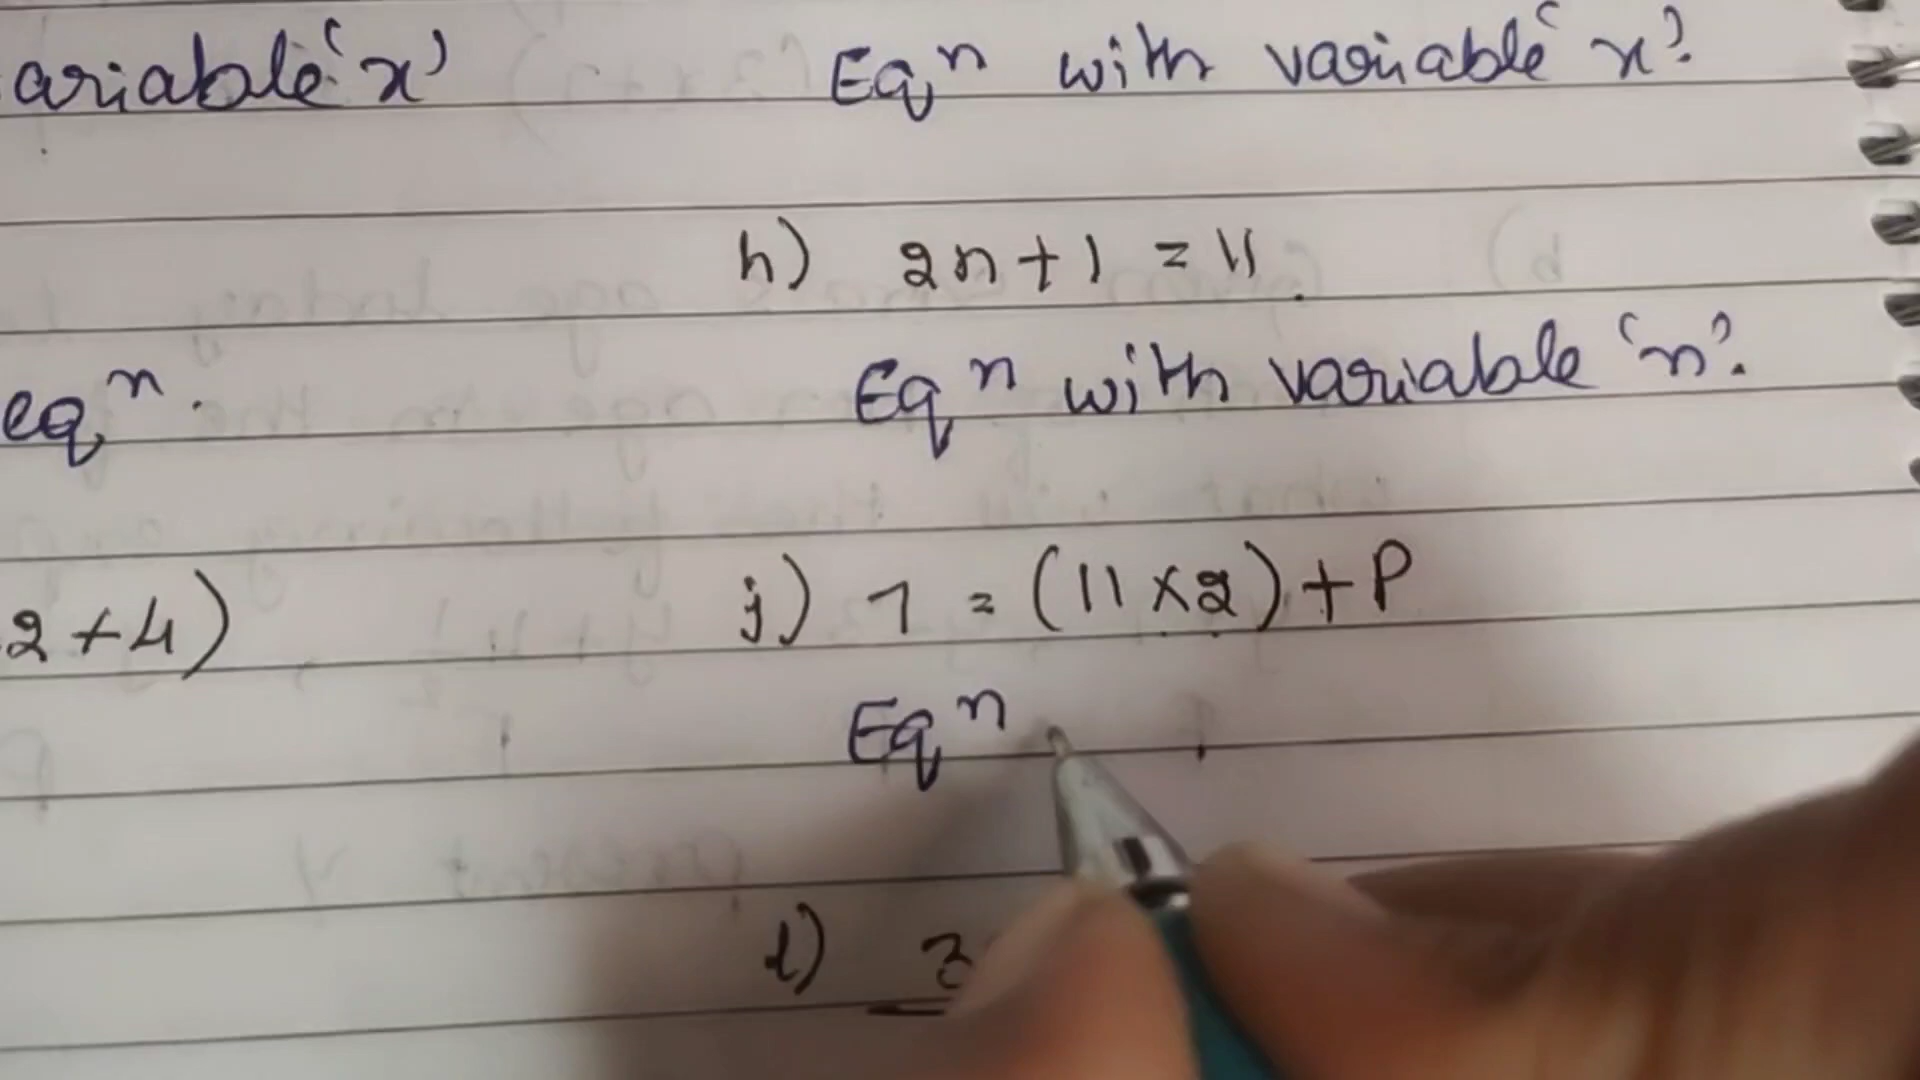 ariable 'x'
Eqⁿ with variable 'x'.
h) 2n+1 = 11
eqⁿ.
Eqⁿ with variable 'n'.
2+4)
j) 7 = (11×2)+P
Eqⁿ
l) 3